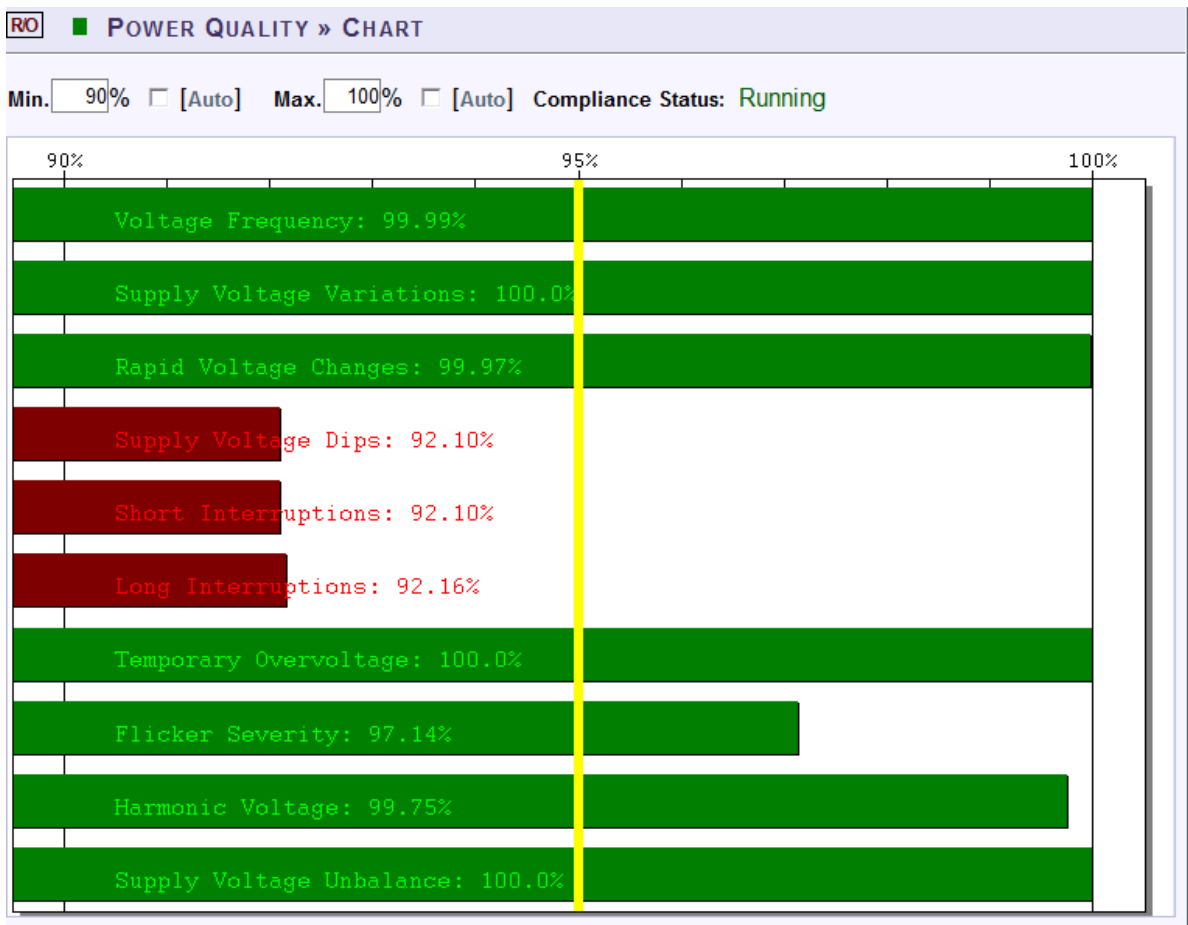 R/O POWER QUALITY » CHART
Min. 90% [Auto] Max. 100% [Auto] Compliance Status: Running
90% 95% 100%
Voltage Frequency: 99.99%
Supply Voltage Variations: 100.0%
Rapid Voltage Changes: 99.97%
Supply Voltage Dips: 92.10%
Short Interruptions: 92.10%
Long Interruptions: 92.16%
Temporary Overvoltage: 100.0%
Flicker Severity: 97.14%
Harmonic Voltage: 99.75%
Supply Voltage Unbalance: 100.0%